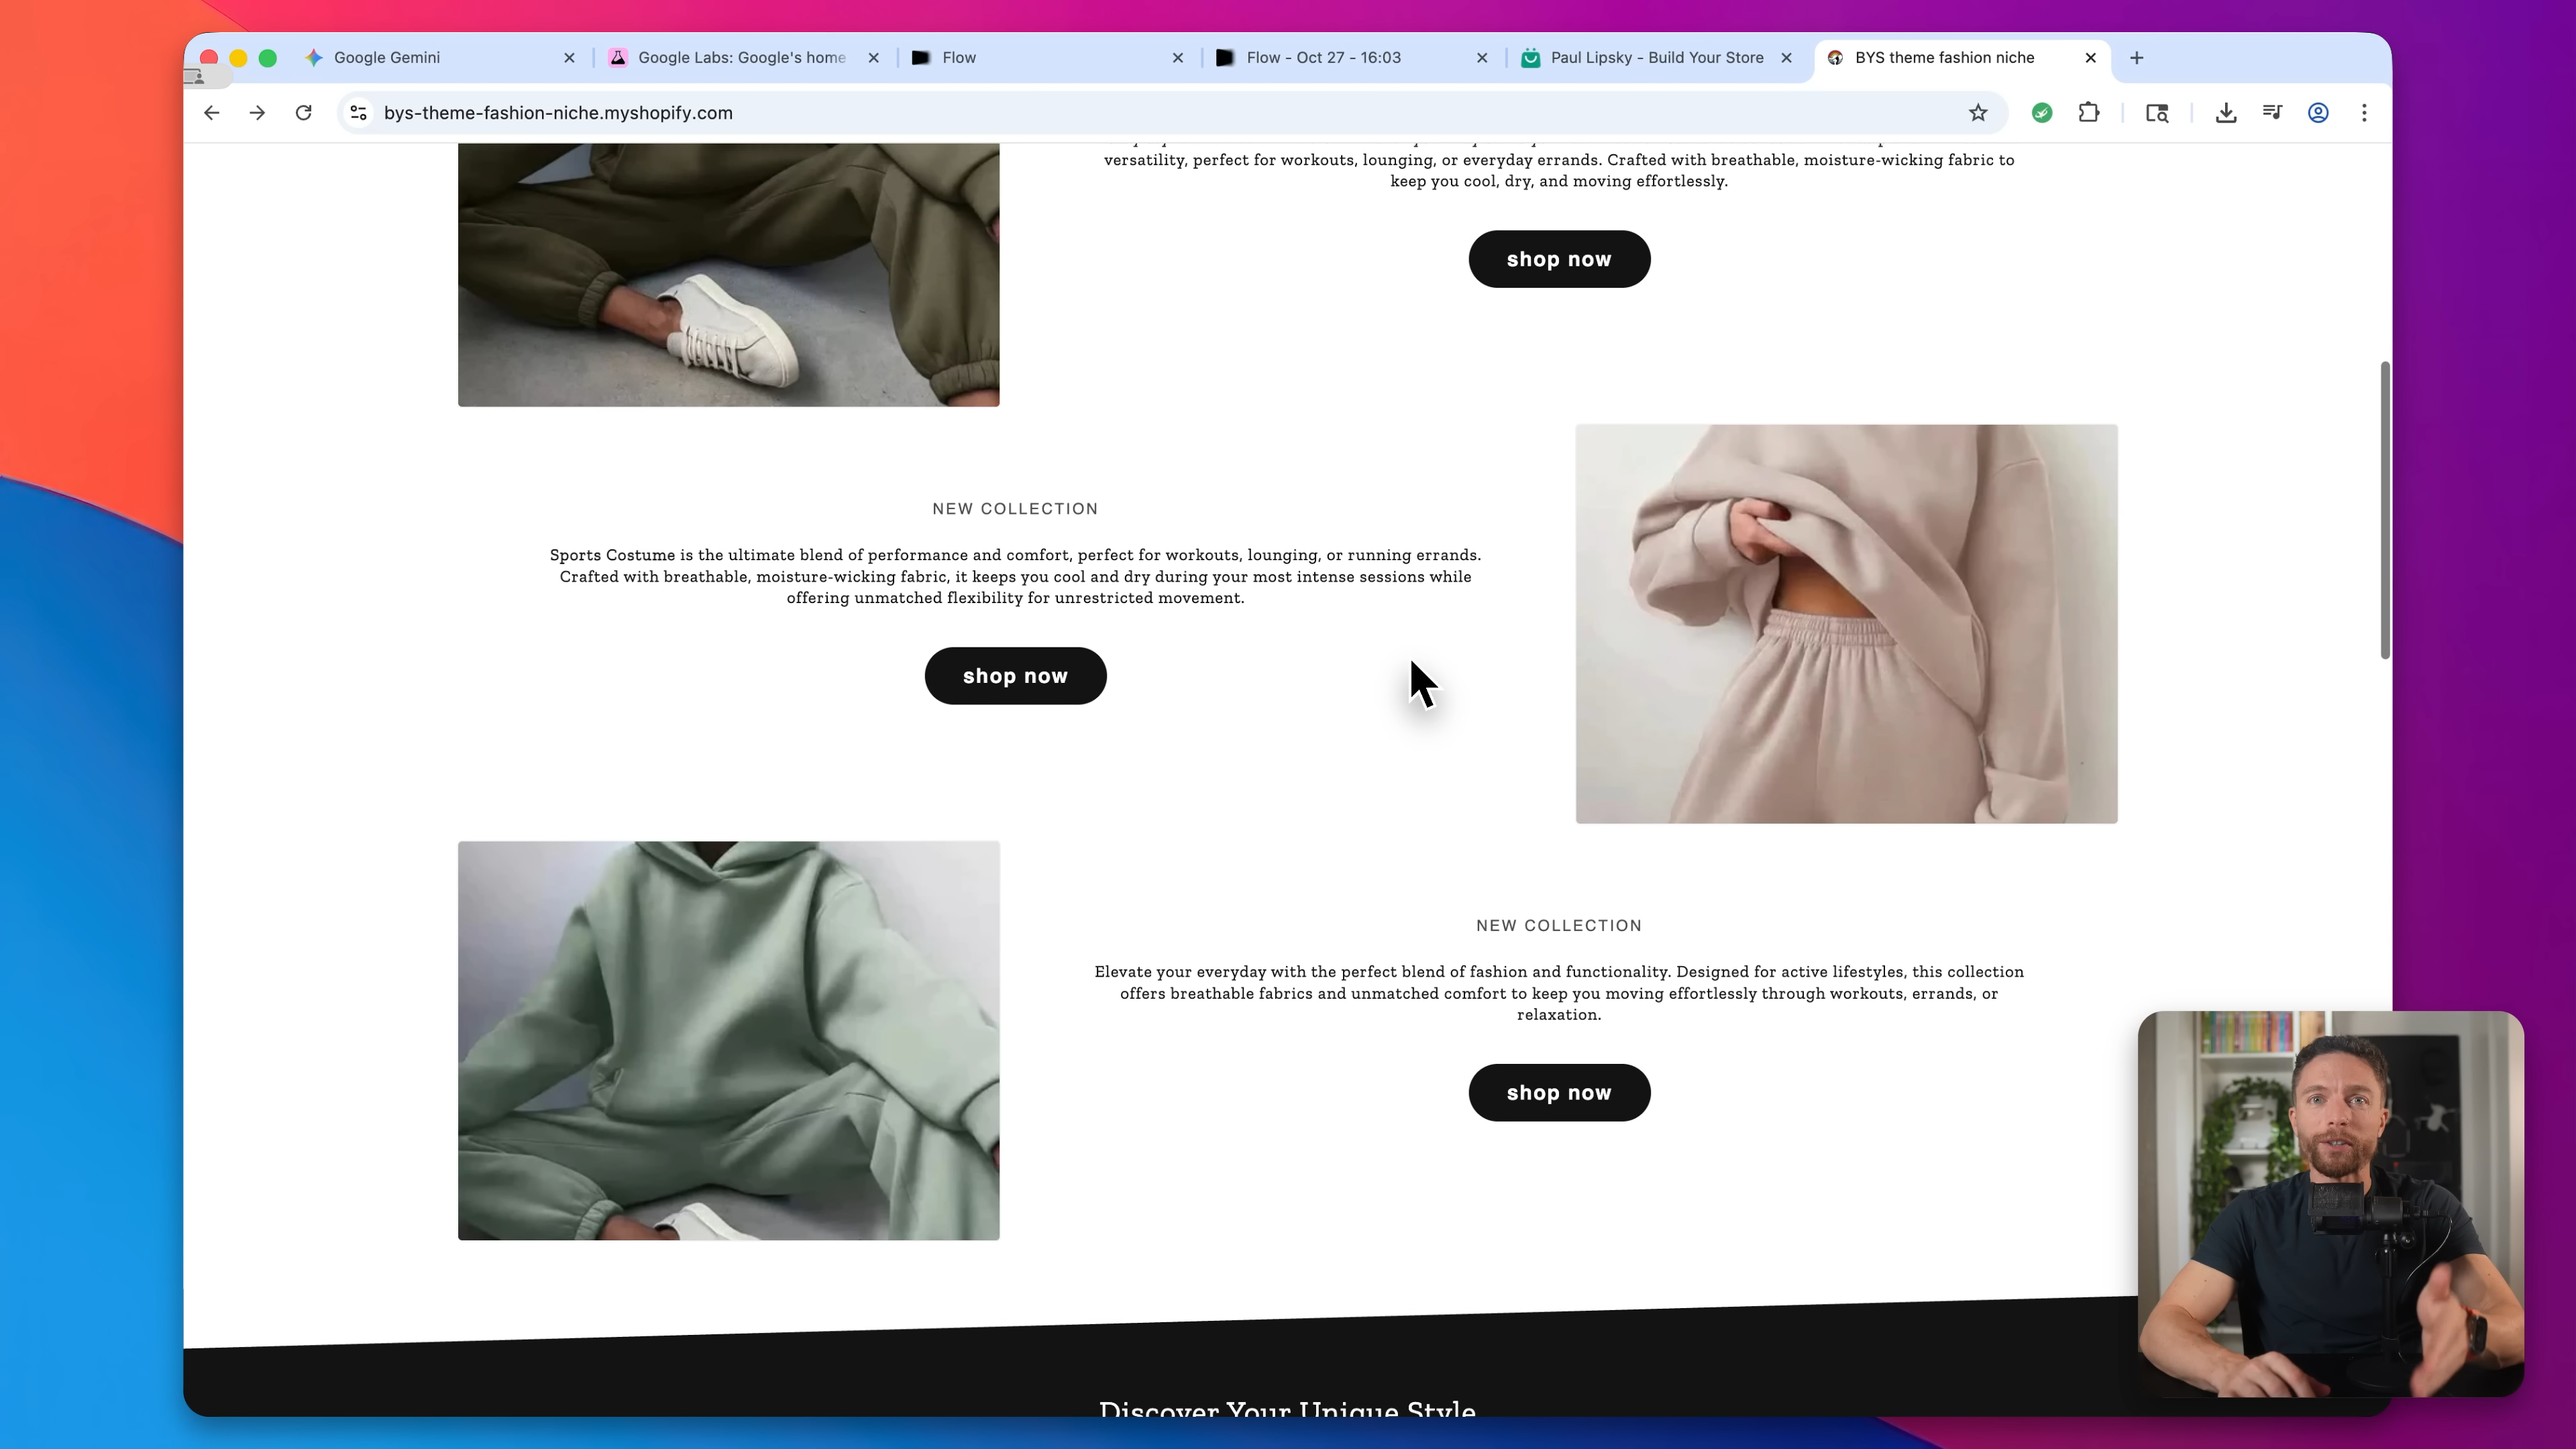 Google Gemini
Google Labs: Google's home
Flow
Flow - Oct 27 - 16:03
Paul Lipsky - Build Your Store
BYS theme fashion niche
bys-theme-fashion-niche.myshopify.com
versatility, perfect for workouts, lounging, or everyday errands. Crafted with breathable, moisture-wicking fabric to
keep you cool, dry, and moving effortlessly.
shop now
NEW COLLECTION
Sports Costume is the ultimate blend of performance and comfort, perfect for workouts, lounging, or running errands.
Crafted with breathable, moisture-wicking fabric, it keeps you cool and dry during your most intense sessions while
offering unmatched flexibility for unrestricted movement.
shop now
NEW COLLECTION
Elevate your everyday with the perfect blend of fashion and functionality. Designed for active lifestyles, this collection
offers breathable fabrics and unmatched comfort to keep you moving effortlessly through workouts, errands, or
relaxation.
shop now
Discover Your Unique Style